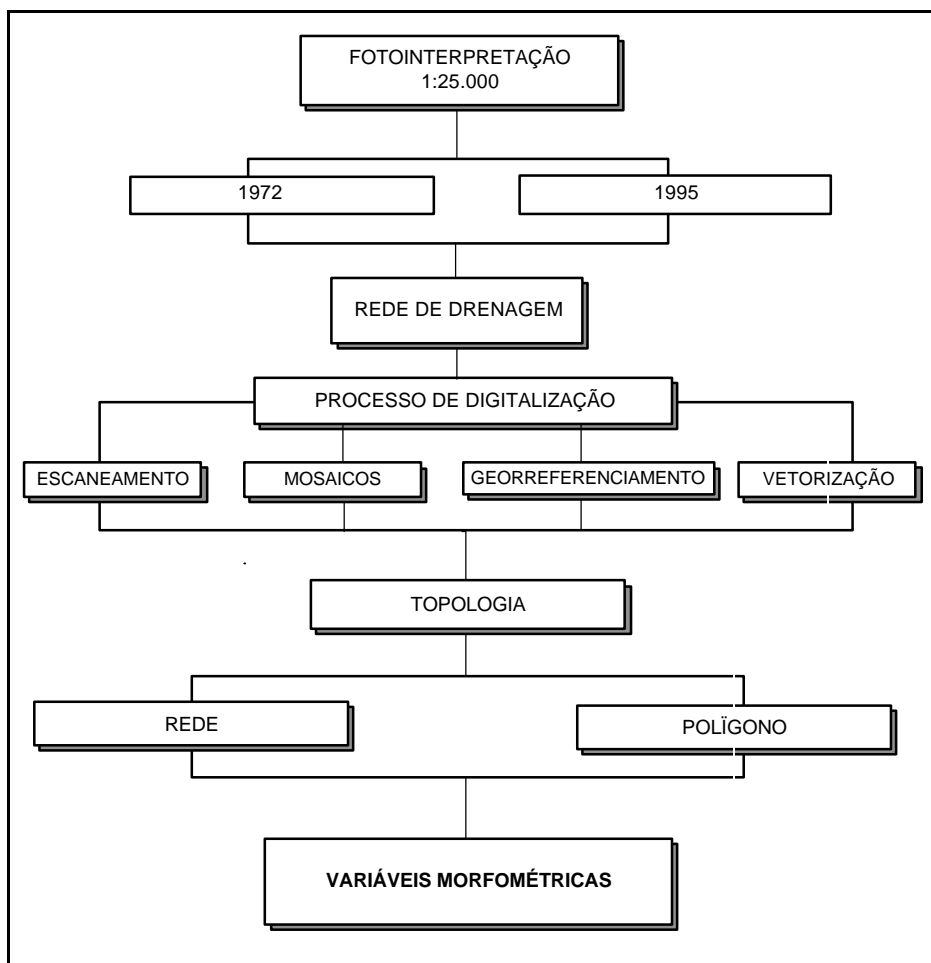 FOTOINTERPRETAÇÃO
1:25.000
1972
1995
REDE DE DRENAGEM
PROCESSO DE DIGITALIZAÇÃO
ESCANEAMENTO
MOSAICOS
GEORREFERENCIAMENTO
VETORIZAÇÃO
TOPOLOGIA
REDE
POLÏGONO
VARIÁVEIS MORFOMÉTRICAS